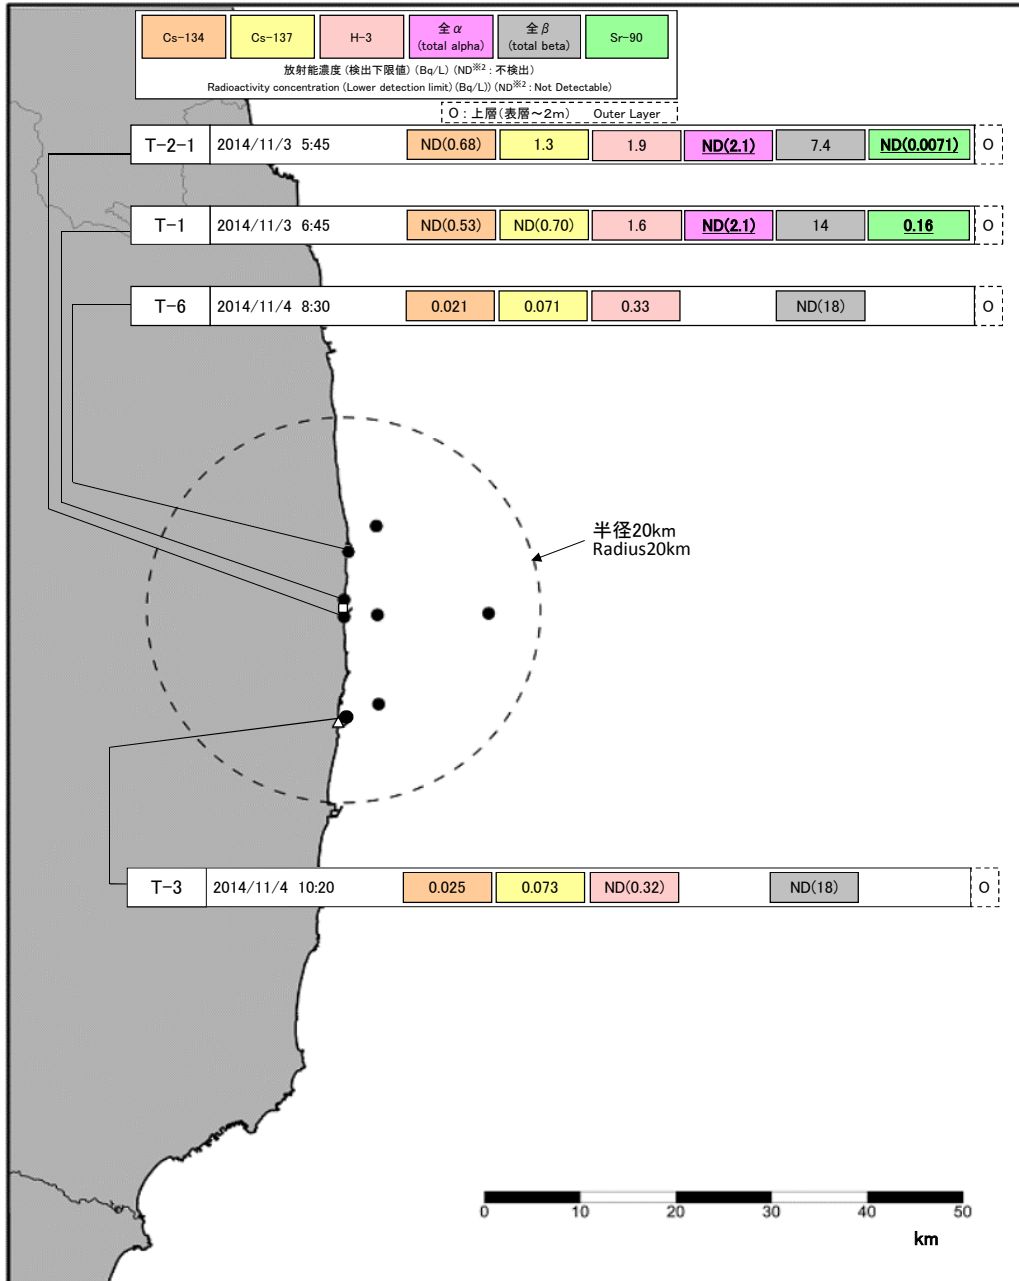 Cs-134 Cs-137 H-3 全α 全β Sr-90
(total alpha) (total beta)
放射能濃度(検出下限値)(Bq/L)(ND※2:不検出)
Radioactivity concentration (Lower detection limit) (Bq/L)) (ND※2: Not Detectable)
O:上層(表層～2m) Outer Layer
T-2-1 2014/11/3 5:45 ND(0.68) 1.3 1.9 ND(2.1) 7.4 ND(0.0071) O
T-1 2014/11/3 6:45 ND(0.53) ND(0.70) 1.6 ND(2.1) 14 0.16 O
T-6 2014/11/4 8:30 0.021 0.071 0.33 ND(18) O
半径20km
Radius20km
T-3 2014/11/4 10:20 0.025 0.073 ND(0.32) ND(18) O
0 10 20 30 40 50
km